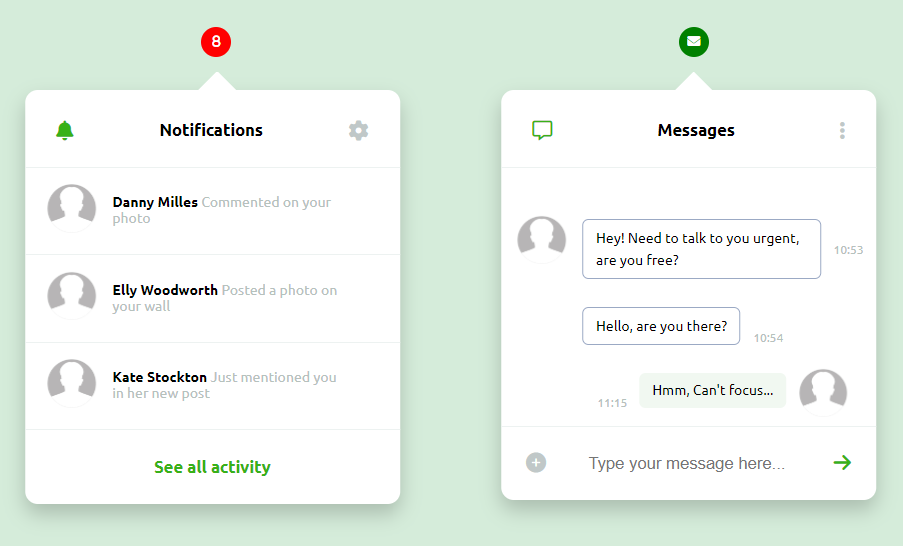 8
Notifications
Danny Milles Commented on your
photo
Elly Woodworth Posted a photo on
your wall
Kate Stockton Just mentioned you
in her new post
See all activity
Messages
Hey! Need to talk to you urgent,
are you free?
10:53
Hello, are you there?
10:54
11:15
Hmm, Can't focus...
Type your message here...